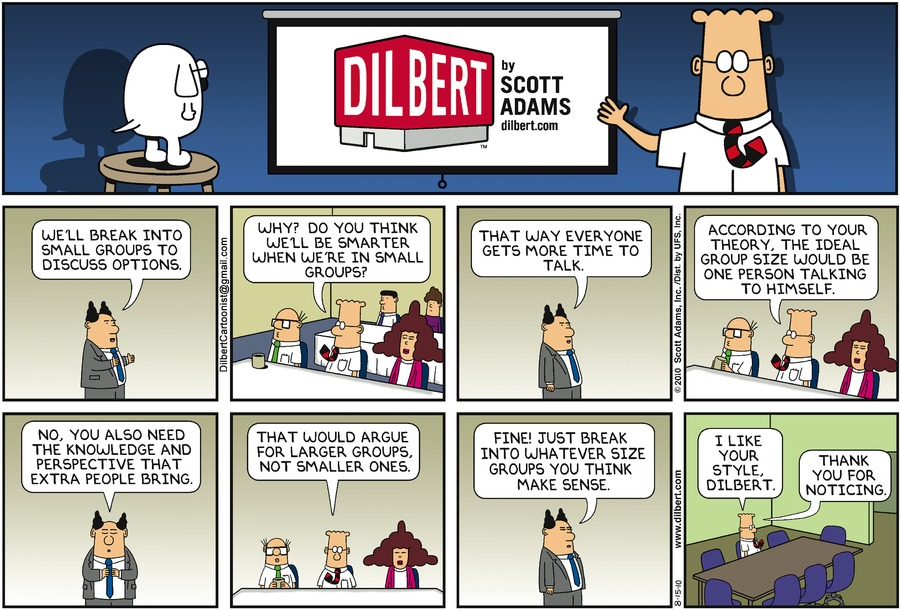 DILBERT
™
by
SCOTT
ADAMS
dilbert.com
WE'LL BREAK INTO
SMALL GROUPS TO
DISCUSS OPTIONS.
DilbertCartoonist@gmail.com
WHY? DO YOU THINK
WE'LL BE SMARTER
WHEN WE'RE IN SMALL
GROUPS?
THAT WAY EVERYONE
GETS MORE TIME TO
TALK.
©2010 Scott Adams, Inc./Dist. by UFS, Inc.
ACCORDING TO YOUR
THEORY, THE IDEAL
GROUP SIZE WOULD BE
ONE PERSON TALKING
TO HIMSELF.
NO, YOU ALSO NEED
THE KNOWLEDGE AND
PERSPECTIVE THAT
EXTRA PEOPLE BRING.
THAT WOULD ARGUE
FOR LARGER GROUPS,
NOT SMALLER ONES.
FINE! JUST BREAK
INTO WHATEVER SIZE
GROUPS YOU THINK
MAKE SENSE.
8-15-10
www.dilbert.com
I LIKE
YOUR
STYLE,
DILBERT.
THANK
YOU FOR
NOTICING.